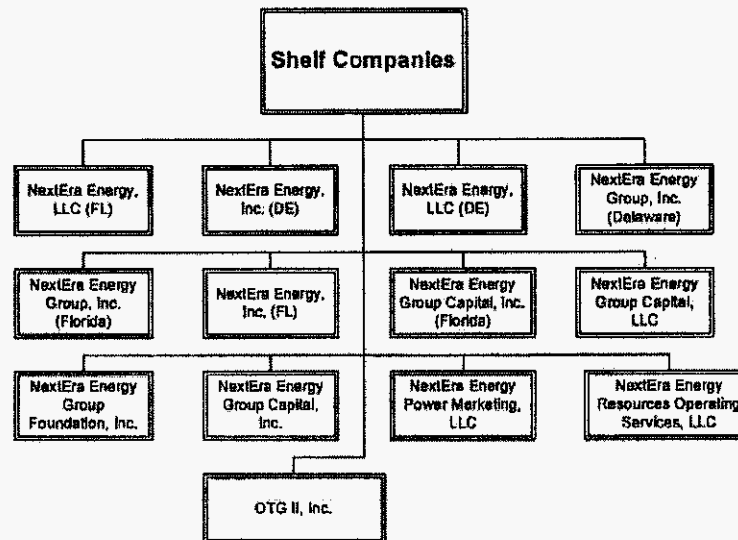 Shelf Companies
NextEra Energy,
LLC (FL)
NextEra Energy,
Inc. (DE)
NextEra Energy,
LLC (DE)
NextEra Energy
Group, Inc.
(Delaware)
NextEra Energy
Group, Inc.
(Florida)
NextEra Energy,
Inc. (FL)
NextEra Energy
Group Capital, Inc.
(Florida)
NextEra Energy
Group Capital,
LLC
NextEra Energy
Group
Foundation, Inc.
NextEra Energy
Group Capital,
Inc.
NextEra Energy
Power Marketing,
LLC
NextEra Energy
Resources Operating
Services, LLC
OTG II, Inc.